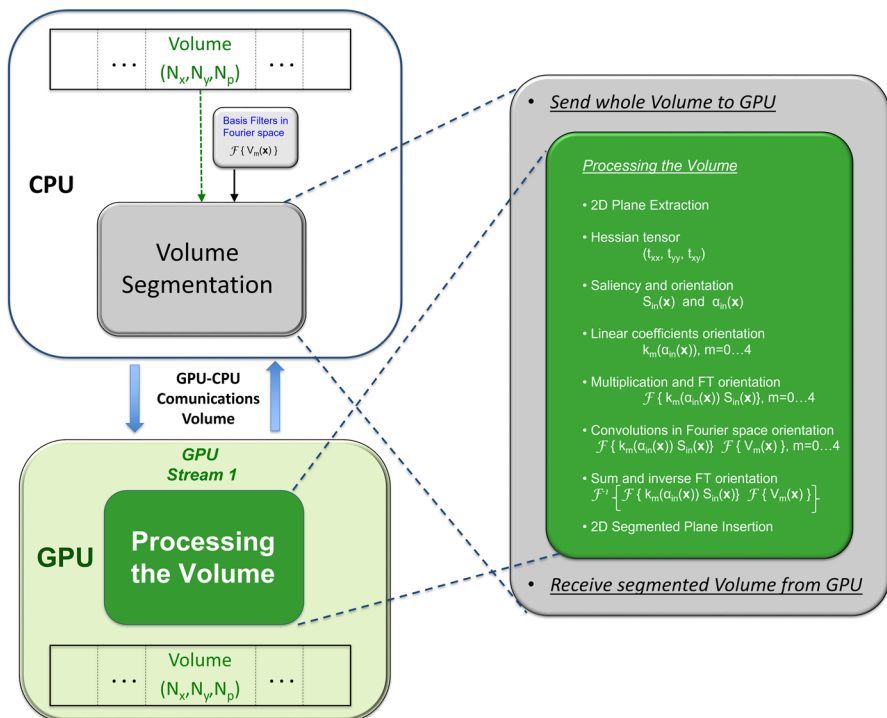 Volume
... (Nx,Ny,Np) ...
Basis Filters in
Fourier space
ℱ { Vm(x) }
CPU
Volume
Segmentation
GPU-CPU
Comunications
Volume
GPU
Stream 1
GPU
Processing
the Volume
Volume
... (Nx,Ny,Np) ...
• Send whole Volume to GPU
Processing the Volume
• 2D Plane Extraction
• Hessian tensor
(txx, tyy, txy)
• Saliency and orientation
Sin(x) and αin(x)
• Linear coefficients orientation
km(αin(x)), m=0...4
• Multiplication and FT orientation
ℱ { km(αin(x)) Sin(x)}, m=0...4
• Convolutions in Fourier space orientation
ℱ { km(αin(x)) Sin(x)} ℱ { Vm(x) }, m=0...4
• Sum and inverse FT orientation
ℱ-1 [ ℱ { km(αin(x)) Sin(x)} ℱ { Vm(x) } ]
• 2D Segmented Plane Insertion
• Receive segmented Volume from GPU